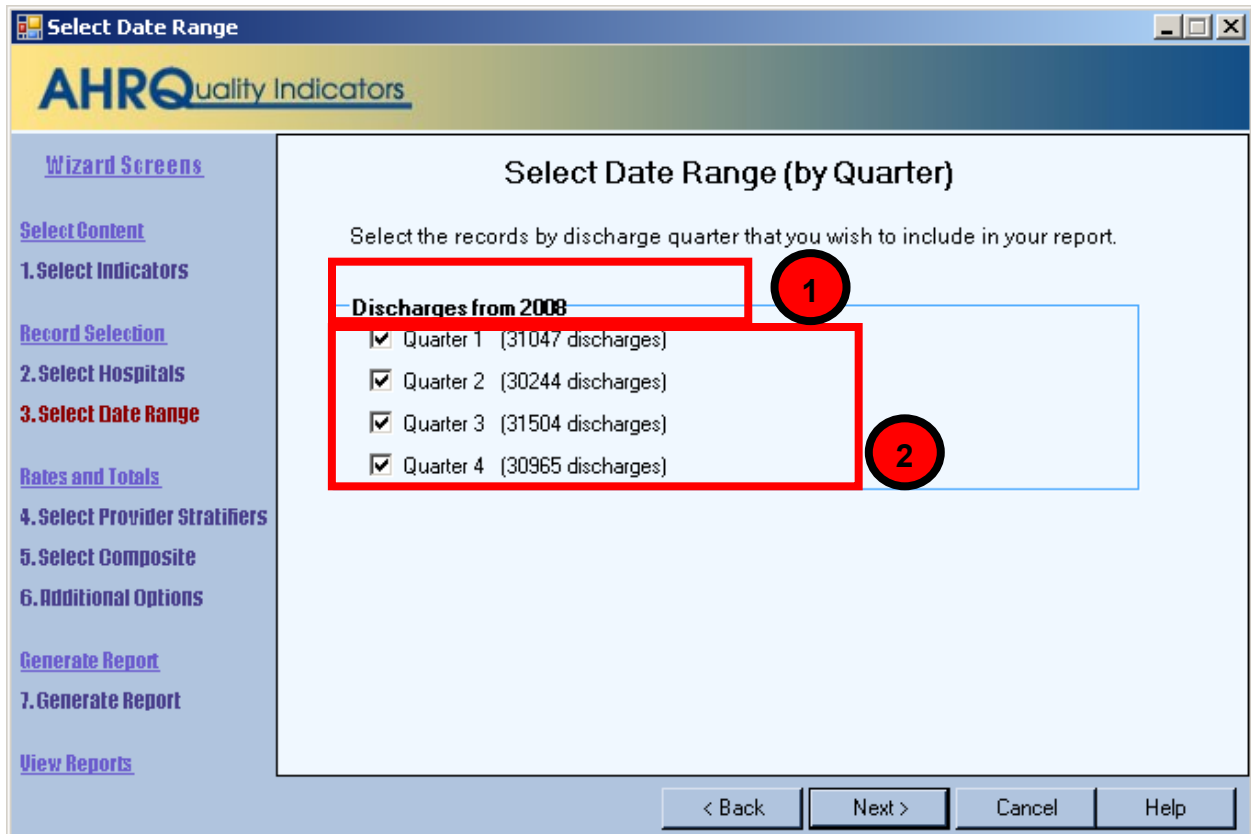 Select Date Range
AHRQuality Indicators
Wizard Screens
Select Content
1.Select Indicators
Record Selection
2.Select Hospitals
3.Select Date Range
Rates and Totals
4.Select Provider Stratifiers
5.Select Composite
6.Additional Options
Generate Report
7.Generate Report
View Reports
Select Date Range (by Quarter)
Select the records by discharge quarter that you wish to include in your report.
1
Discharges from 2008
Quarter 1 (31047 discharges)
Quarter 2 (30244 discharges)
Quarter 3 (31504 discharges)
2
Quarter 4 (30965 discharges)
< Back Next > Cancel Help